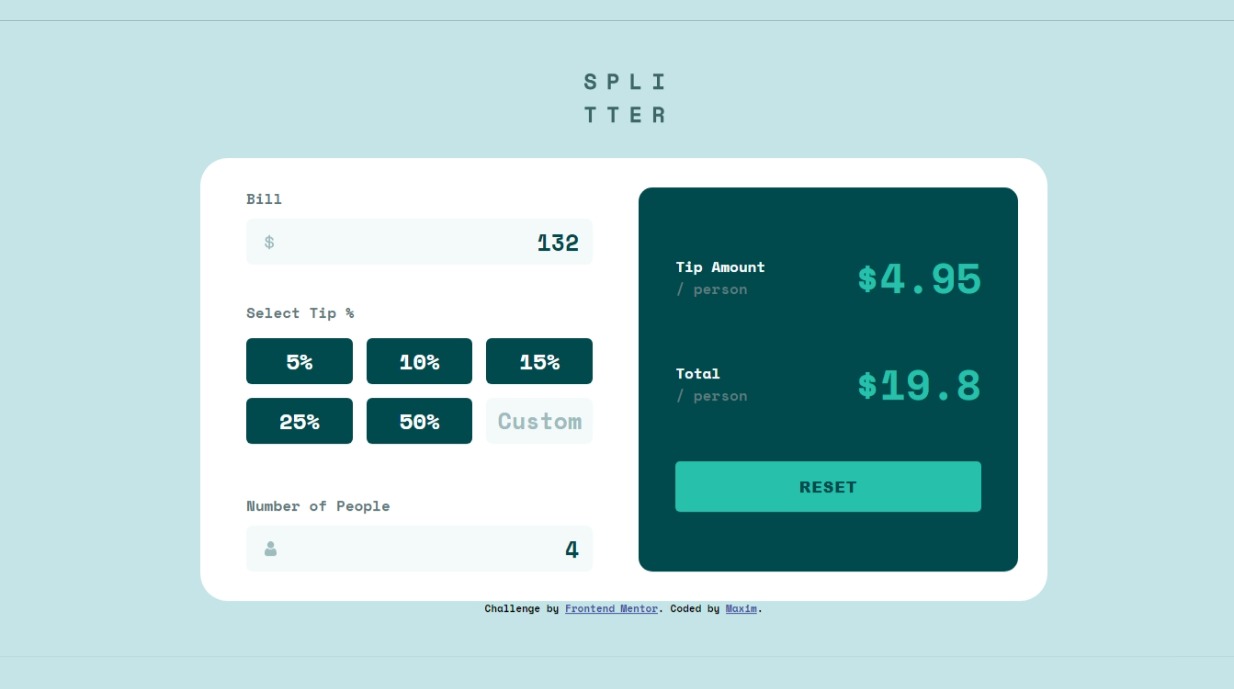 SPLI
TTER
Bill
$ 132
Select Tip %
5% 10% 15%
25% 50% Custom
Number of People
4
Tip Amount
/ person
$4.95
Total
/ person
$19.8
RESET
Challenge by Frontend Mentor. Coded by Maxim.